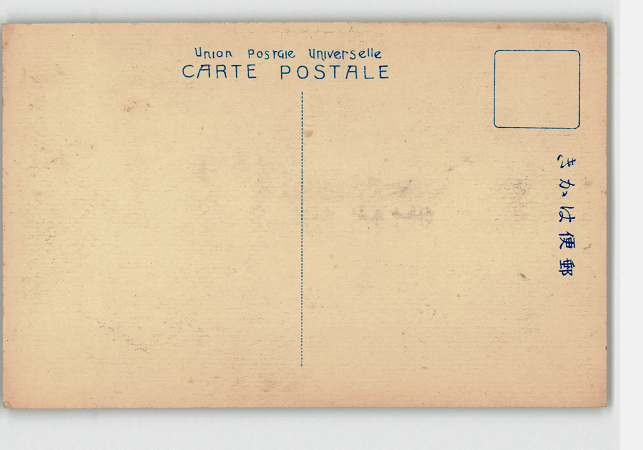 Union Postale Universelle
CARTE POSTALE
きかは便郵